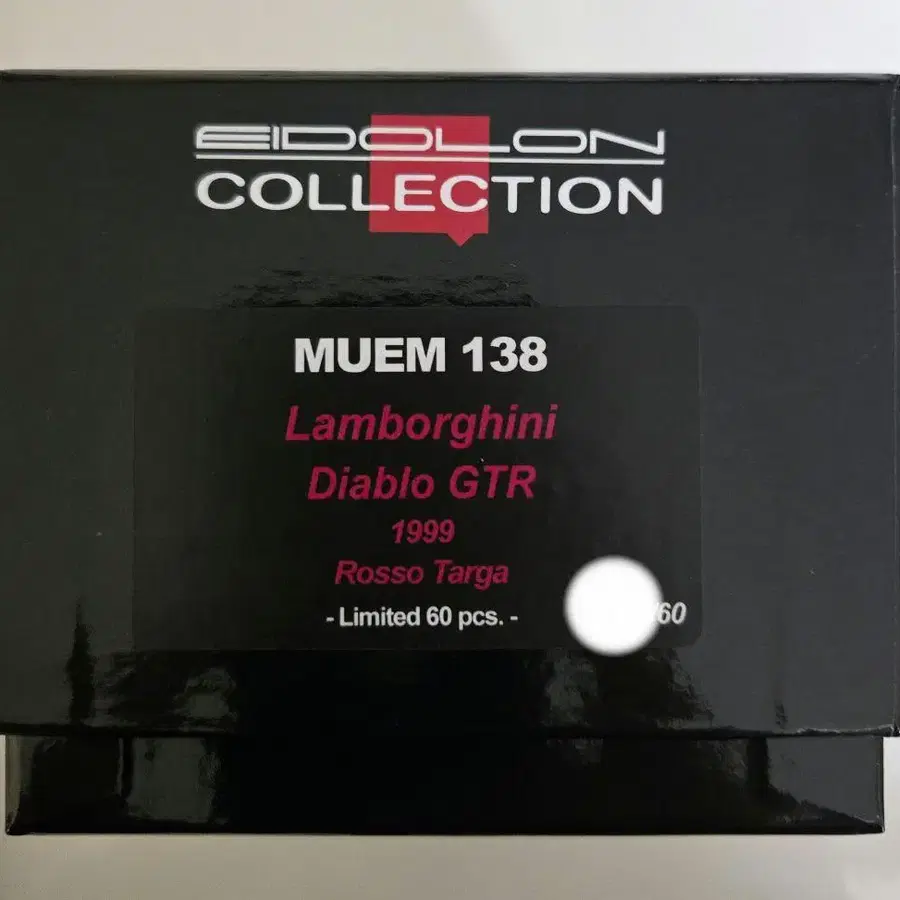 EIDOLON
COLLECTION
MUEM 138
Lamborghini
Diablo GTR
1999
Rosso Targa
- Limited 60 pcs. -
/60